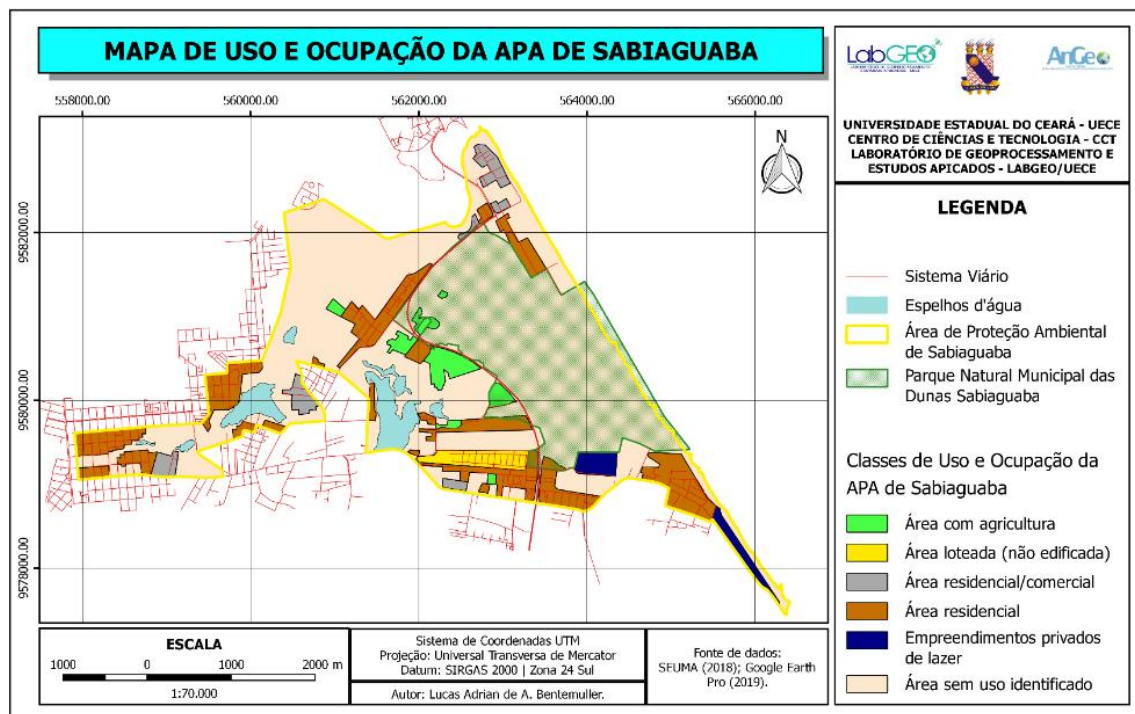 MAPA DE USO E OCUPAÇÃO DA APA DE SABIAGUABA
558000.00
560000.00
562000.00
564000.00
566000.00
9582000.00
9580000.00
9578000.00
N
LabGEO
AnGeo
UNIVERSIDADE ESTADUAL DO CEARÁ - UECE
CENTRO DE CIÊNCIAS E TECNOLOGIA - CCT
LABORATÓRIO DE GEOPROCESSAMENTO E
ESTUDOS APICADOS - LABGEO/UECE
LEGENDA
Sistema Viário
Espelhos d'água
Área de Proteção Ambiental
de Sabiaguaba
Parque Natural Municipal das
Dunas Sabiaguaba
Classes de Uso e Ocupação da
APA de Sabiaguaba
Área com agricultura
Área loteada (não edificada)
Área residencial/comercial
Área residencial
Empreendimentos privados
de lazer
Área sem uso identificado
ESCALA
1000 0 1000 2000 m
1:70.000
Sistema de Coordenadas UTM
Projeção: Universal Transversa de Mercator
Datum: SIRGAS 2000 | Zona 24 Sul
Autor: Lucas Adrian de A. Bentemuller.
Fonte de dados:
SEUMA (2018); Google Earth
Pro (2019).